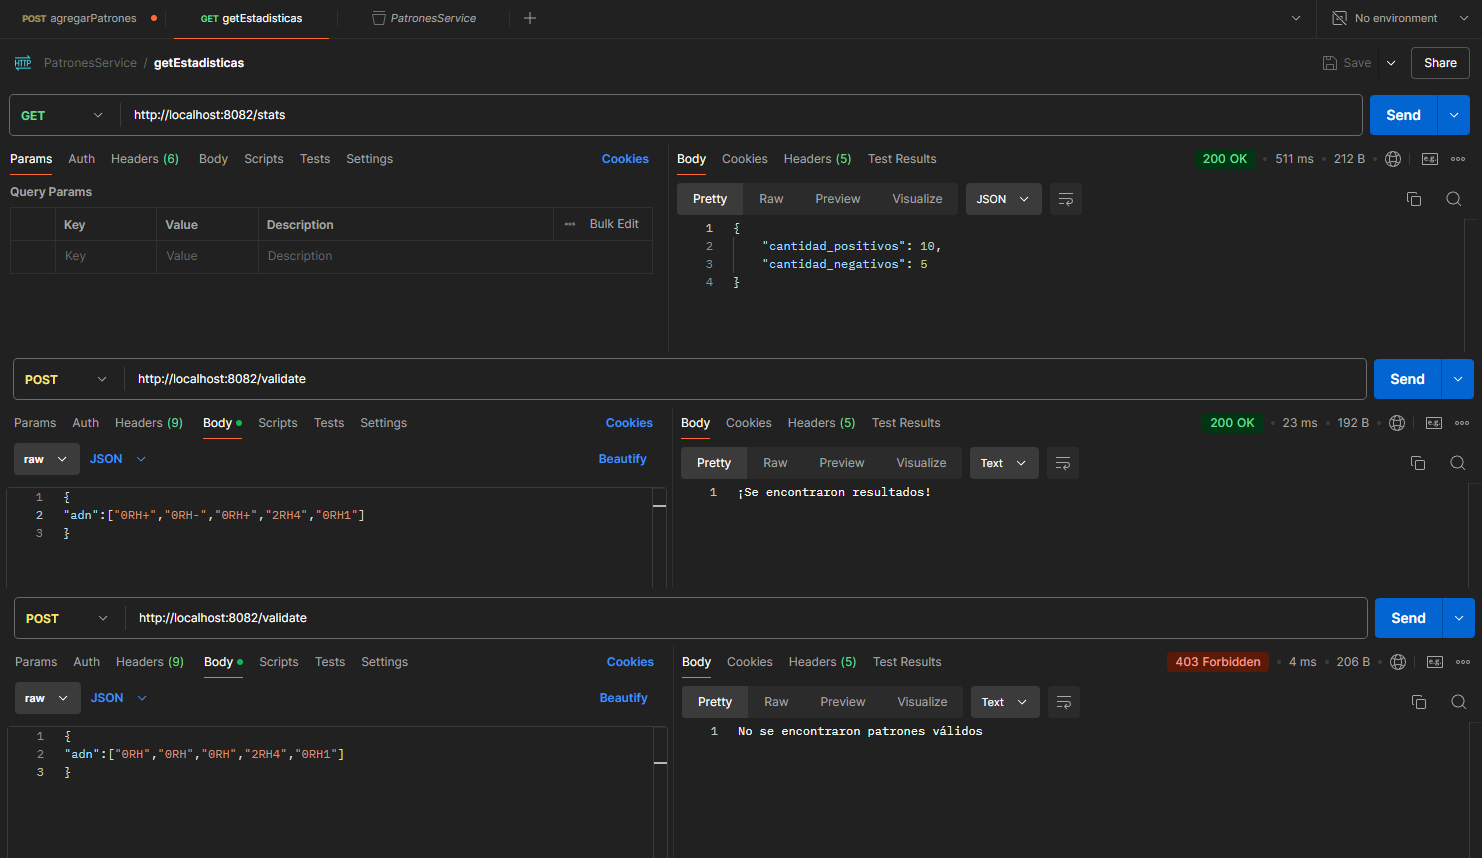 POST agregarPatrones GET getEstadisticas PatronesService No environment
HTTP PatronesService / getEstadisticas Save Share
GET http://localhost:8082/stats Send
Params Auth Headers (6) Body Scripts Tests Settings Cookies Body Cookies Headers (5) Test Results 200 OK • 511 ms • 212 B • e.g.
Query Params Pretty Raw Preview Visualize JSON
Key Value Description Bulk Edit
Key Value Description
1 {
2 "cantidad_positivos": 10,
3 "cantidad_negativos": 5
4 }
POST http://localhost:8082/validate Send
Params Auth Headers (9) Body Scripts Tests Settings Cookies Body Cookies Headers (5) Test Results 200 OK • 23 ms • 192 B • e.g.
raw JSON Beautify Pretty Raw Preview Visualize Text
1 {
2 "adn":["0RH+","0RH-","0RH+","2RH4","0RH1"]
3 }
1 ¡Se encontraron resultados!
POST http://localhost:8082/validate Send
Params Auth Headers (9) Body Scripts Tests Settings Cookies Body Cookies Headers (5) Test Results 403 Forbidden • 4 ms • 206 B • e.g.
raw JSON Beautify Pretty Raw Preview Visualize Text
1 {
2 "adn":["0RH","0RH","0RH","2RH4","0RH1"]
3 }
1 No se encontraron patrones válidos